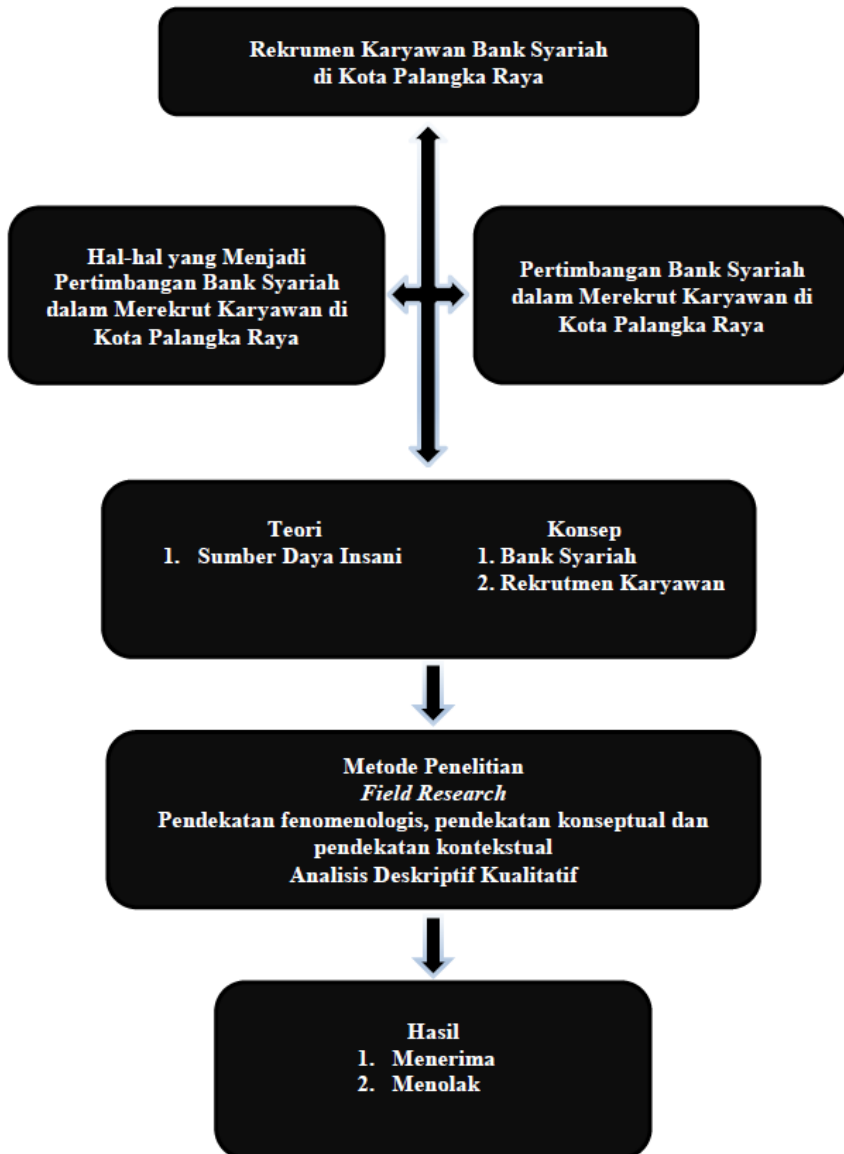 Rekrumen Karyawan Bank Syariah
di Kota Palangka Raya
Hal-hal yang Menjadi
Pertimbangan Bank Syariah
dalam Merekrut Karyawan di
Kota Palangka Raya
Pertimbangan Bank Syariah
dalam Merekrut Karyawan di
Kota Palangka Raya
Teori
1. Sumber Daya Insani
Konsep
1. Bank Syariah
2. Rekrutmen Karyawan
Metode Penelitian
Field Research
Pendekatan fenomenologis, pendekatan konseptual dan
pendekatan kontekstual
Analisis Deskriptif Kualitatif
Hasil
1. Menerima
2. Menolak